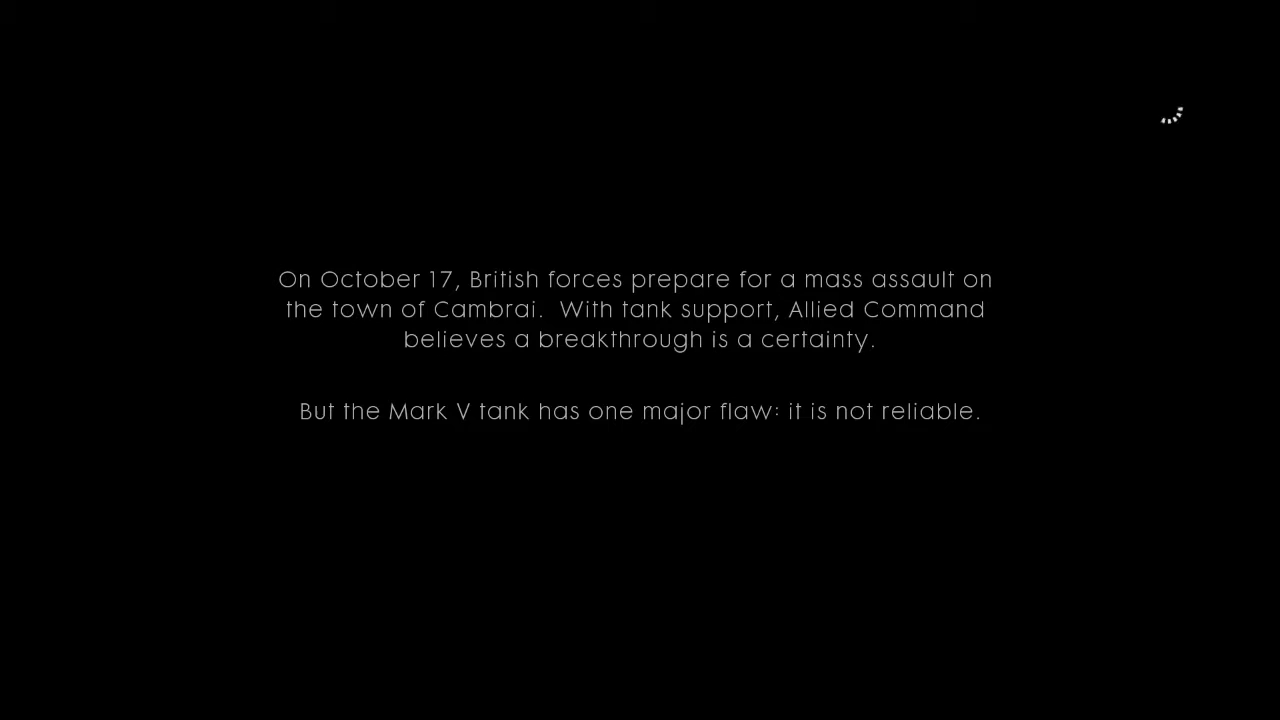 On October 17, British forces prepare for a mass assault on
the town of Cambrai.  With tank support, Allied Command
believes a breakthrough is a certainty.
But the Mark V tank has one major flaw: it is not reliable.